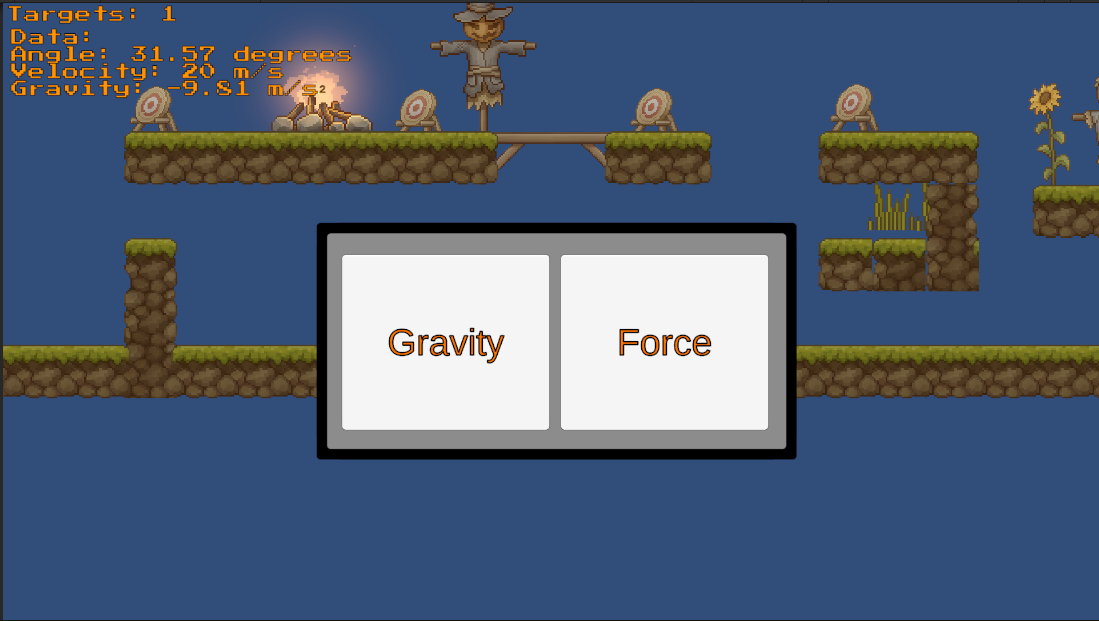 Targets: 1
Data:
Angle: 31.57 degrees
Velocity: 20 m/s
Gravity: -9.81 m/s²
Gravity
Force